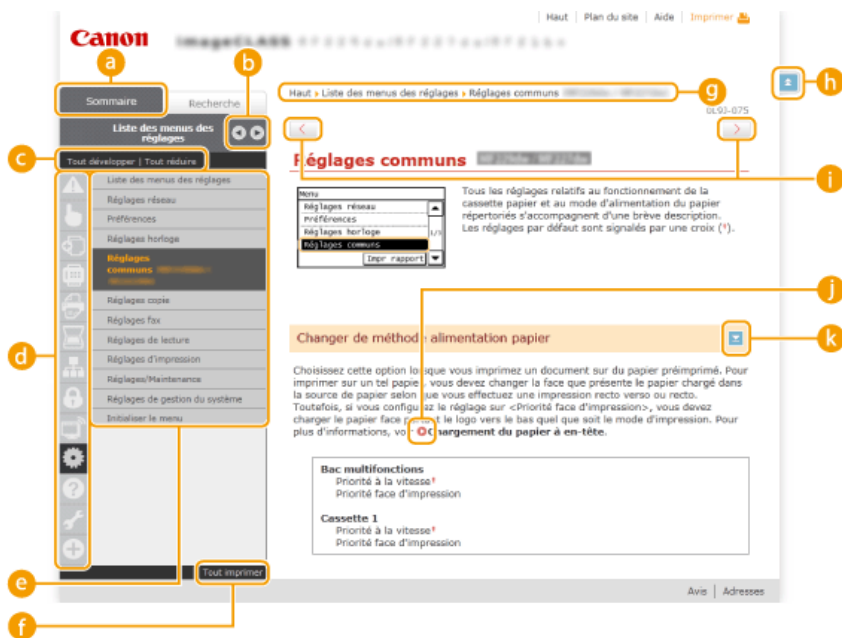 Haut | Plan du site | Aide | Imprimer
Canon imageCLASS
a
b
Sommaire
Recherche
Haut Liste des menus des réglages Réglages communs
g
h
0L9J-075
Liste des menus des
réglages
c
Tout développer | Tout réduire
Réglages communs
i
Liste des menus des réglages
Réglages réseau
Préférences
Réglages horloge
Réglages
communs
Réglages copie
Réglages fax
Réglages de lecture
Réglages d'impression
Réglages/Maintenance
Réglages de gestion du système
Initialiser le menu
d
e
Tout imprimer
f
Menu
Réglages réseau
Préférences
Réglages horloge
1/3
Réglages communs
Impr rapport
Tous les réglages relatifs au fonctionnement de la
cassette papier et au mode d'alimentation du papier
répertoriés s'accompagnent d'une brève description.
Les réglages par défaut sont signalés par une croix (†).
j
Changer de méthode alimentation papier
k
Choisissez cette option lorsque vous imprimez un document sur du papier préimprimé. Pour
imprimer sur un tel papier, vous devez changer la face que présente le papier chargé dans
la source de papier selon que vous effectuez une impression recto verso ou recto.
Toutefois, si vous configurez le réglage sur <Priorité face d'impression>, vous devez
charger le papier face portant le logo vers le bas quel que soit le mode d'impression. Pour
plus d'informations, voir Chargement du papier à en-tête.
Bac multifonctions
Priorité à la vitesse†
Priorité face d'impression
Cassette 1
Priorité à la vitesse†
Priorité face d'impression
Avis | Adresses